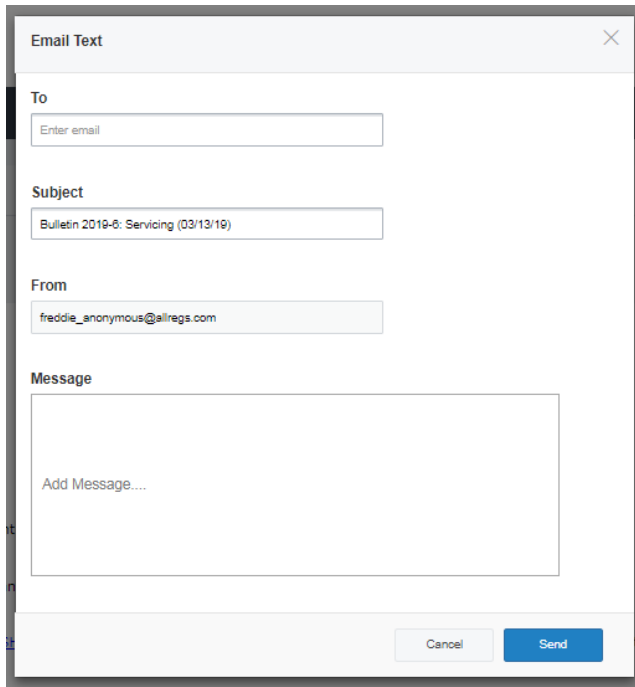 Email Text
To
Enter email
Subject
Bulletin 2019-6: Servicing (03/13/19)
From
freddie_anonymous@allregs.com
Message
Add Message....
Cancel
Send